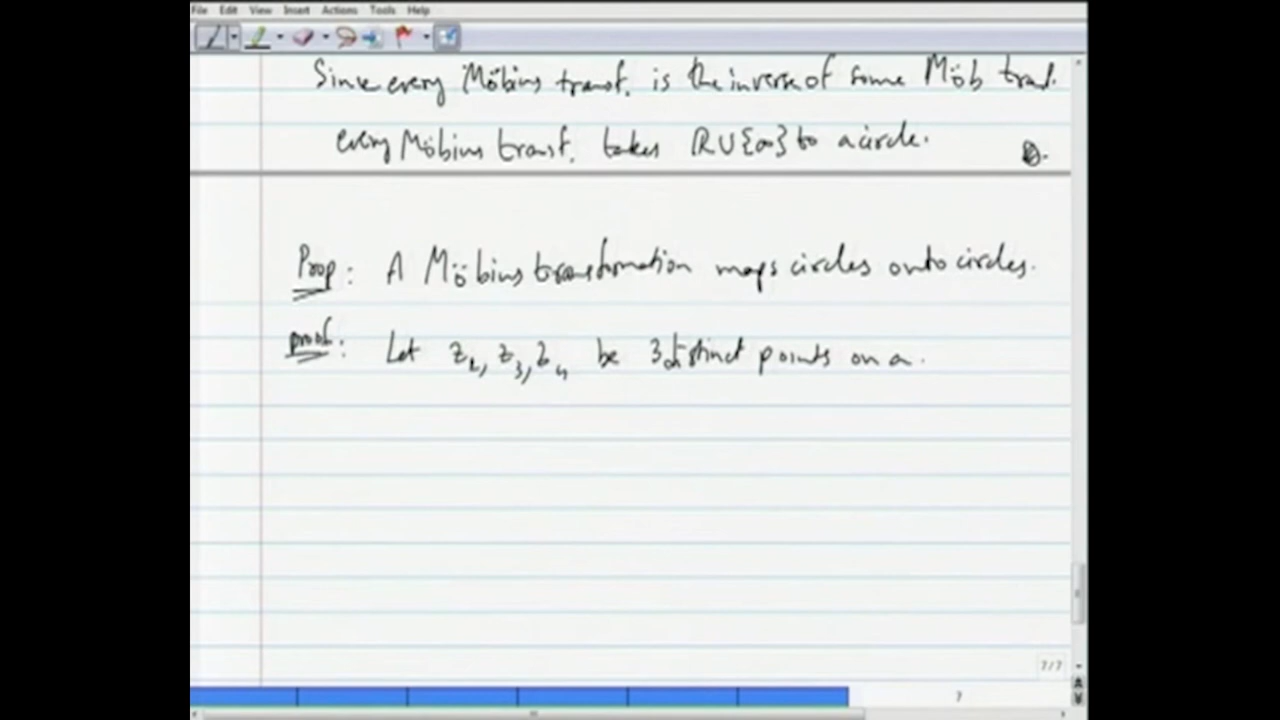 File Edit View Insert Actions Tools Help
Since every Möbius transf. is the inverse of some Möb tranf.
every Möbius transf. takes ℝ∪{∞} to a circle.
Prop: A Möbius transformation maps circles onto circles.
proof: Let z₂, z₃, z₄ be 3 distinct points on a.
7/7
7